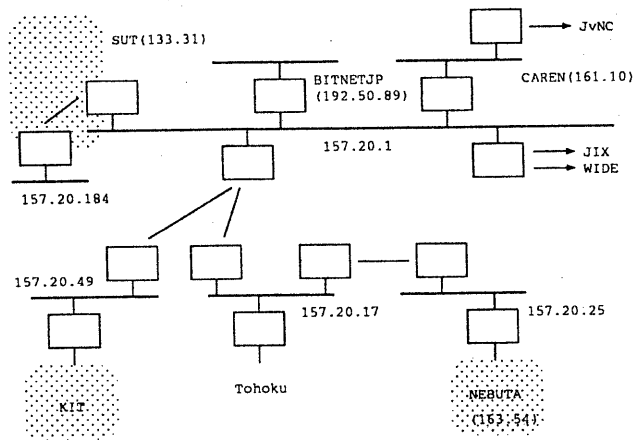 SUT(133.31)
JvNC
BITNETJP
(192.50.89)
CAREN(161.10)
157.20.1
JIX
WIDE
157.20.184
157.20.49
157.20.17
157.20.25
Tohoku
KIT
NEBUTA
(163.54)